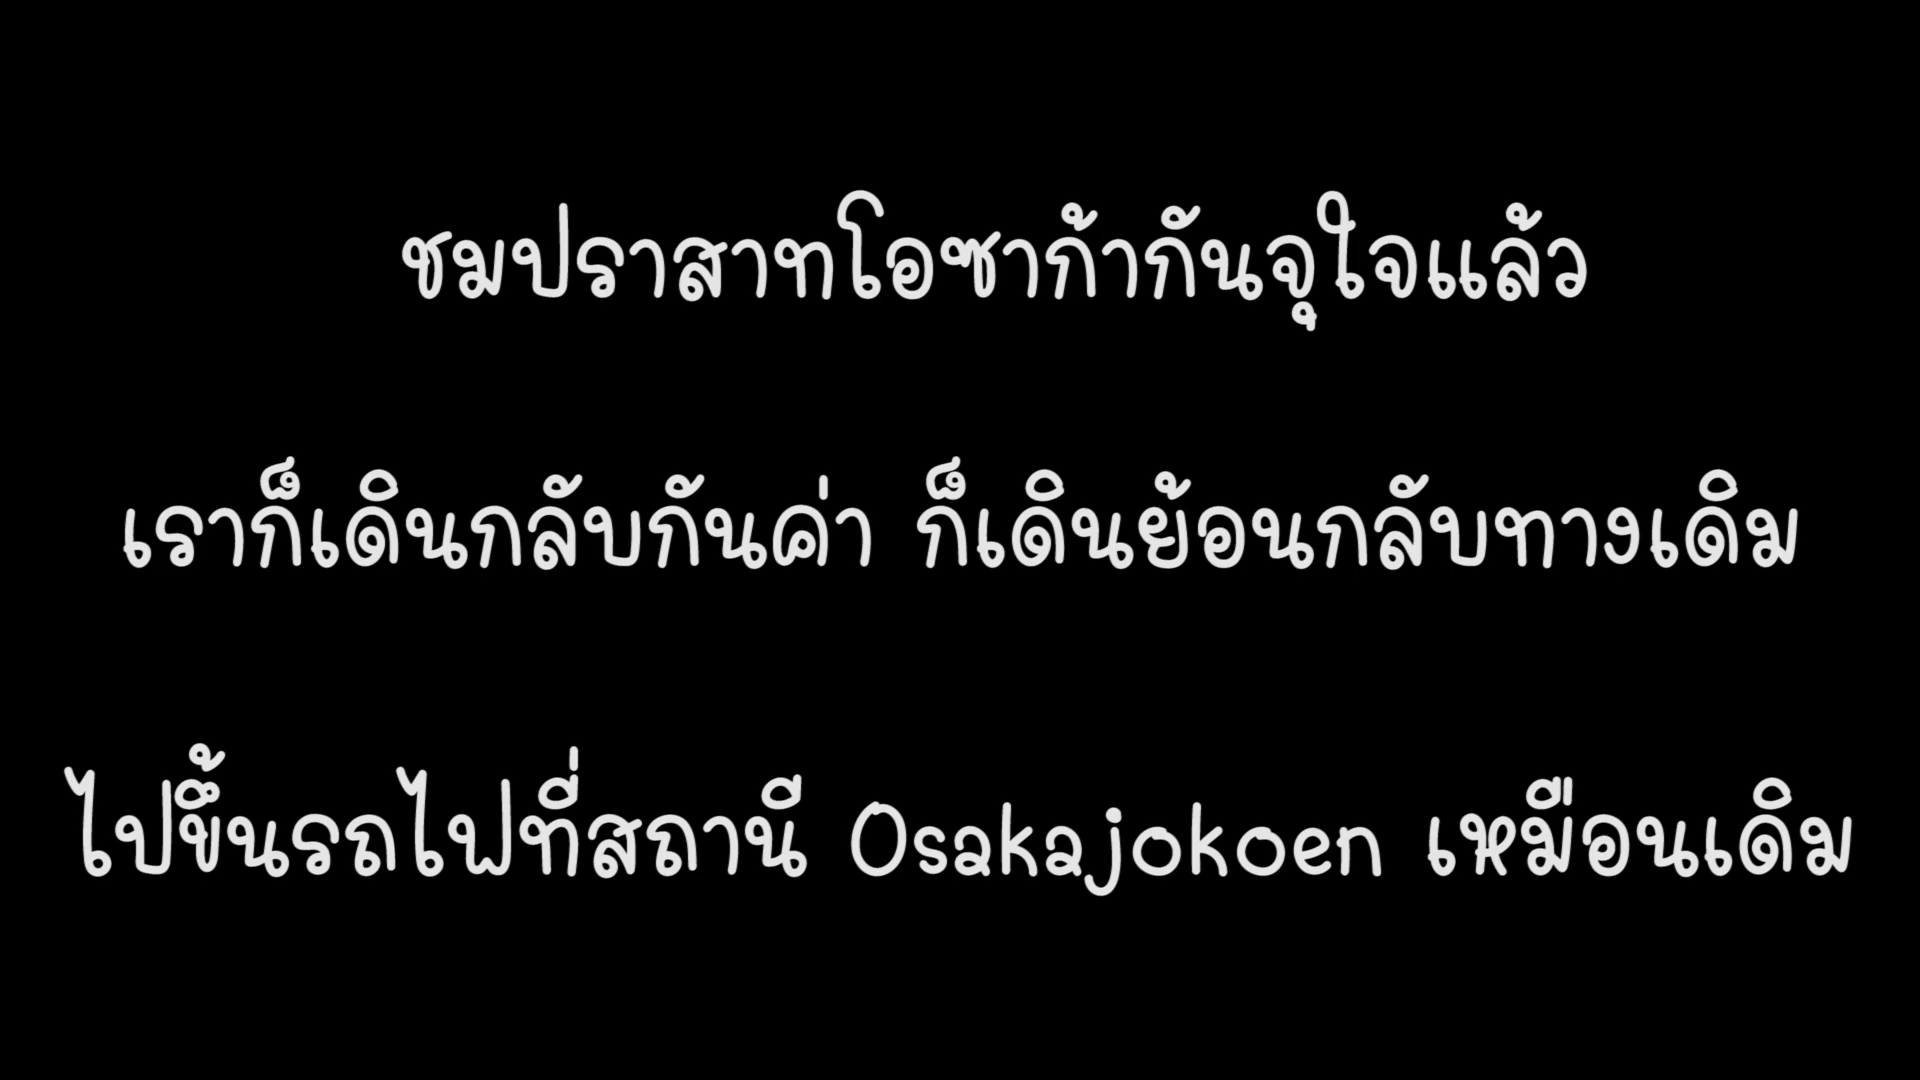 ชมปราสาทโอซาก้ากันจุใจแล้ว
เราก็เดินกลับกันค่า ก็เดินย้อนกลับทางเดิม
ไปขึ้นรถไฟที่สถานี Osakajokoen เหมือนเดิม